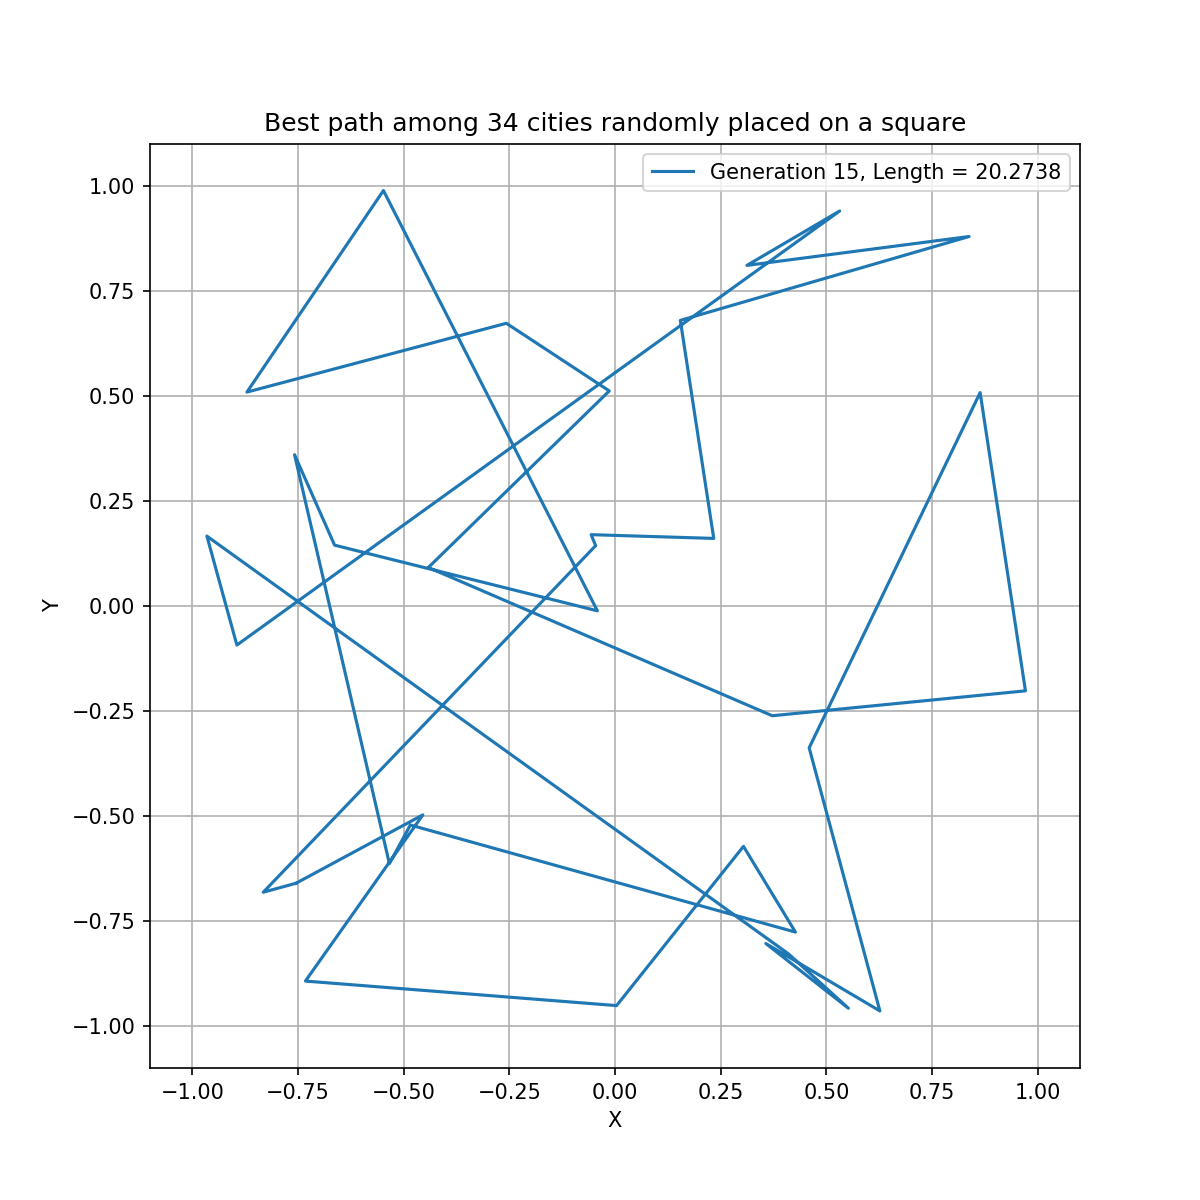 Best path among 34 cities randomly placed on a square
Generation 15, Length = 20.2738
1.00
0.75
0.50
0.25
0.00
−0.25
−0.50
−0.75
−1.00
Y
−1.00 −0.75 −0.50 −0.25 0.00 0.25 0.50 0.75 1.00
X